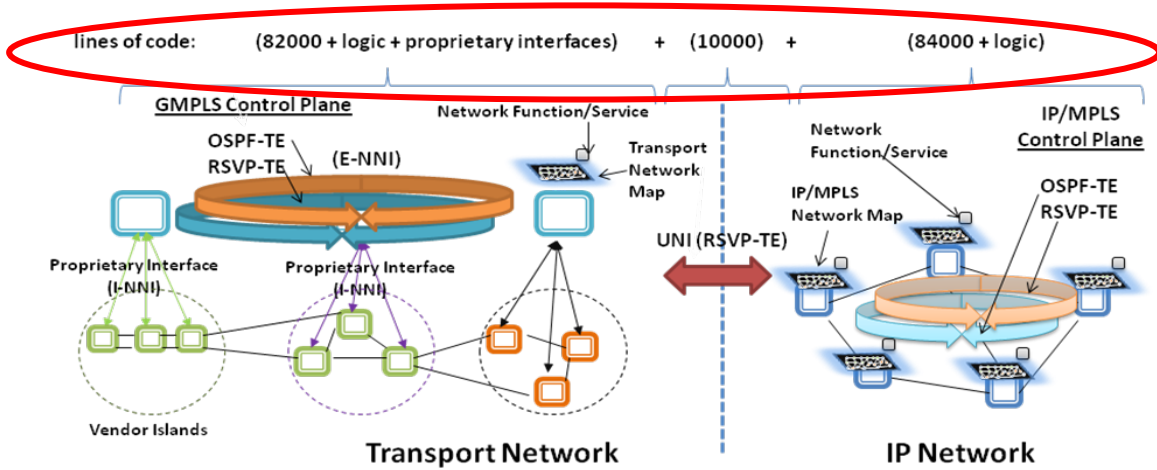 lines of code: (82000 + logic + proprietary interfaces) + (10000) + (84000 + logic)
GMPLS Control Plane
Network Function/Service
OSPF-TE
RSVP-TE
(E-NNI)
Transport
Network
Map
Proprietary Interface
(I-NNI)
Proprietary Interface
(I-NNI)
Vendor Islands
Transport Network
UNI (RSVP-TE)
IP/MPLS
Control Plane
Network
Function/Service
IP/MPLS
Network Map
OSPF-TE
RSVP-TE
IP Network